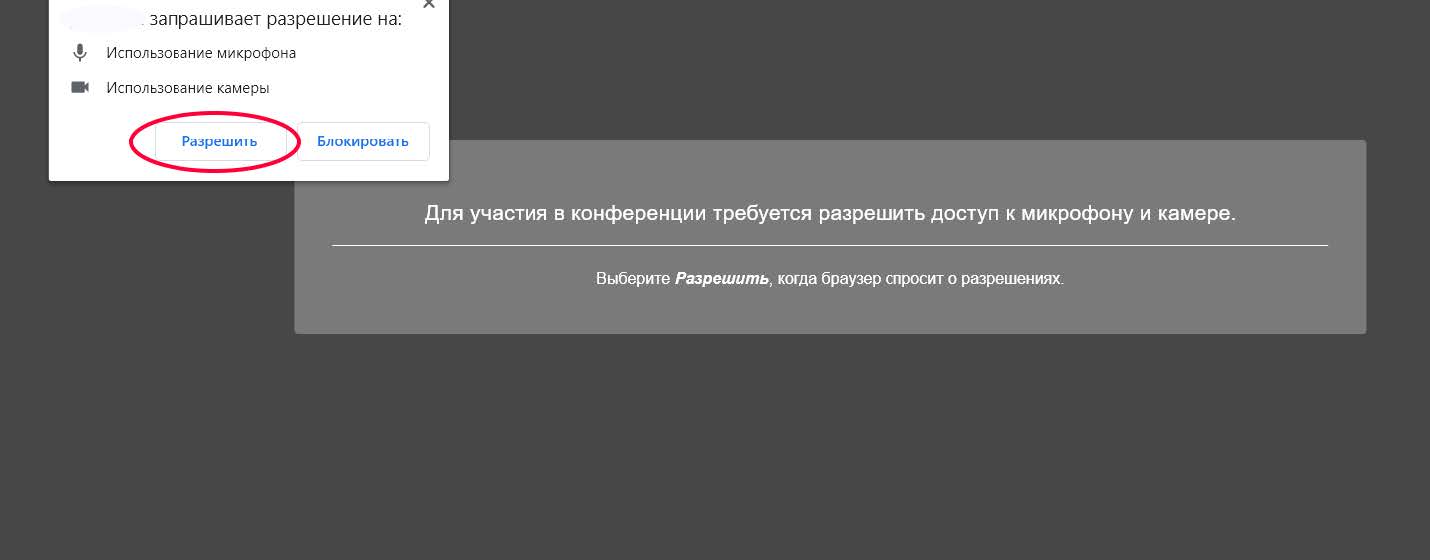 запрашивает разрешение на:
Использование микрофона
Использование камеры
Разрешить
Блокировать
Для участия в конференции требуется разрешить доступ к микрофону и камере.
Выберите Разрешить, когда браузер спросит о разрешениях.